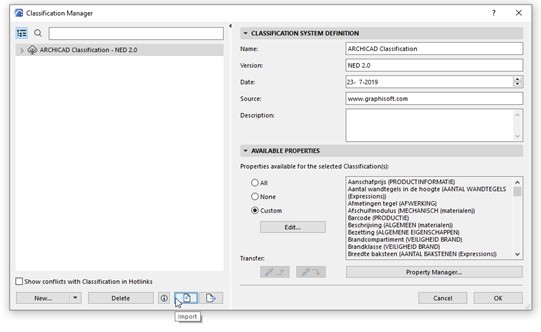 Classification Manager
ARCHICAD Classification - NED 2.0
Show conflicts with Classification in Hotlinks
New...
Delete
Import
CLASSIFICATION SYSTEM DEFINITION
Name:
ARCHICAD Classification
Version:
NED 2.0
Date:
23- 7-2019
Source:
www.graphisoft.com
Description:
AVAILABLE PROPERTIES
Properties available for the selected Classification(s):
All
None
Custom
Edit...
Aanschafprijs (PRODUCTINFORMATIE)
Aantal wandtegels in de hoogte (AANTAL WANDTEGELS
(Expressions))
Afmetingen tegel (AFWERKING)
Afschuifmodulus (MECHANISCH (materialen))
Barcode (PRODUCTIE)
Beschrijving (ALGEMEEN (materialen))
Bezetting (ALGEMENE EIGENSCHAPPEN)
Brandcompartiment (VEILIGHEID BRAND)
Brandklasse (VEILIGHEID BRAND)
Breedte baksteen (AANTAL BAKSTENEN (Expressions))
Transfer:
Property Manager...
Cancel
OK